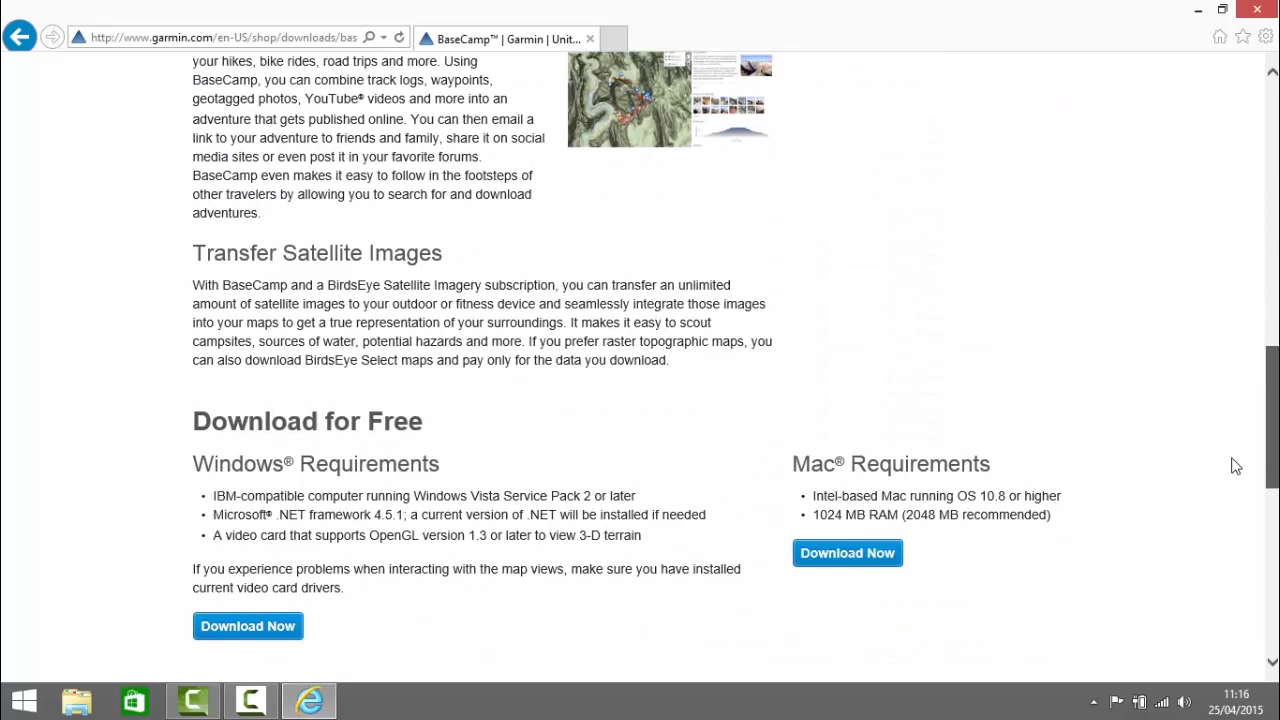 http://www.garmin.com/en-US/shop/downloads/bas
BaseCamp™ | Garmin | Unit...
your hikes, bike rides, road trips and more. Using
BaseCamp, you can combine track logs, waypoints,
geotagged photos, YouTube® videos and more into an
adventure that gets published online. You can then email a
link to your adventure to friends and family, share it on social
media sites or even post it in your favorite forums.
BaseCamp even makes it easy to follow in the footsteps of
other travelers by allowing you to search for and download
adventures.
Transfer Satellite Images
With BaseCamp and a BirdsEye Satellite Imagery subscription, you can transfer an unlimited
amount of satellite images to your outdoor or fitness device and seamlessly integrate those images
into your maps to get a true representation of your surroundings. It makes it easy to scout
campsites, sources of water, potential hazards and more. If you prefer raster topographic maps, you
can also download BirdsEye Select maps and pay only for the data you download.
Download for Free
Windows® Requirements
• IBM-compatible computer running Windows Vista Service Pack 2 or later
• Microsoft® .NET framework 4.5.1; a current version of .NET will be installed if needed
• A video card that supports OpenGL version 1.3 or later to view 3-D terrain
If you experience problems when interacting with the map views, make sure you have installed
current video card drivers.
Download Now
Mac® Requirements
• Intel-based Mac running OS 10.8 or higher
• 1024 MB RAM (2048 MB recommended)
Download Now
11:16
25/04/2015